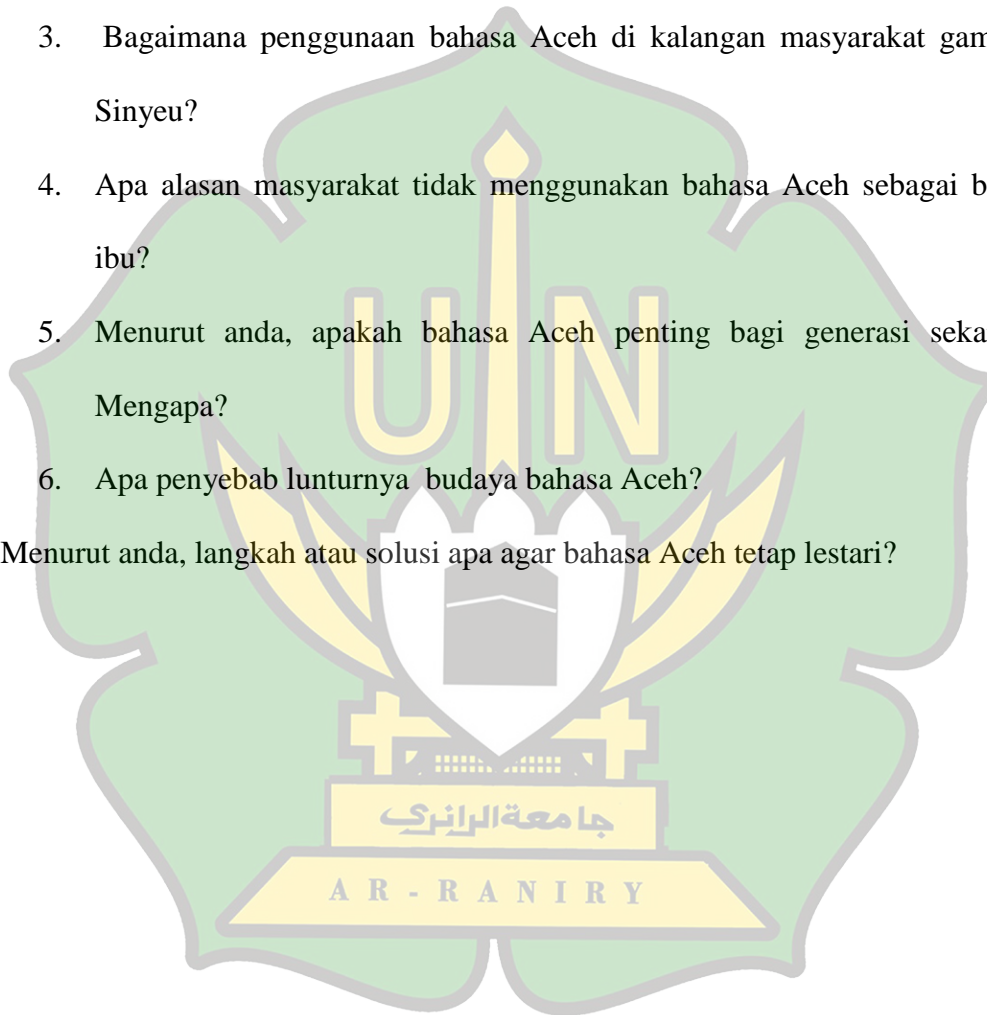 3. Bagaimana penggunaan bahasa Aceh di kalangan masyarakat gam
Sinyeu?
4. Apa alasan masyarakat tidak menggunakan bahasa Aceh sebagai b
ibu?
5. Menurut anda, apakah bahasa Aceh penting bagi generasi seka
Mengapa?
6. Apa penyebab lunturnya budaya bahasa Aceh?
Menurut anda, langkah atau solusi apa agar bahasa Aceh tetap lestari?
UIN
جامعة الرانري
AR-RANIRY